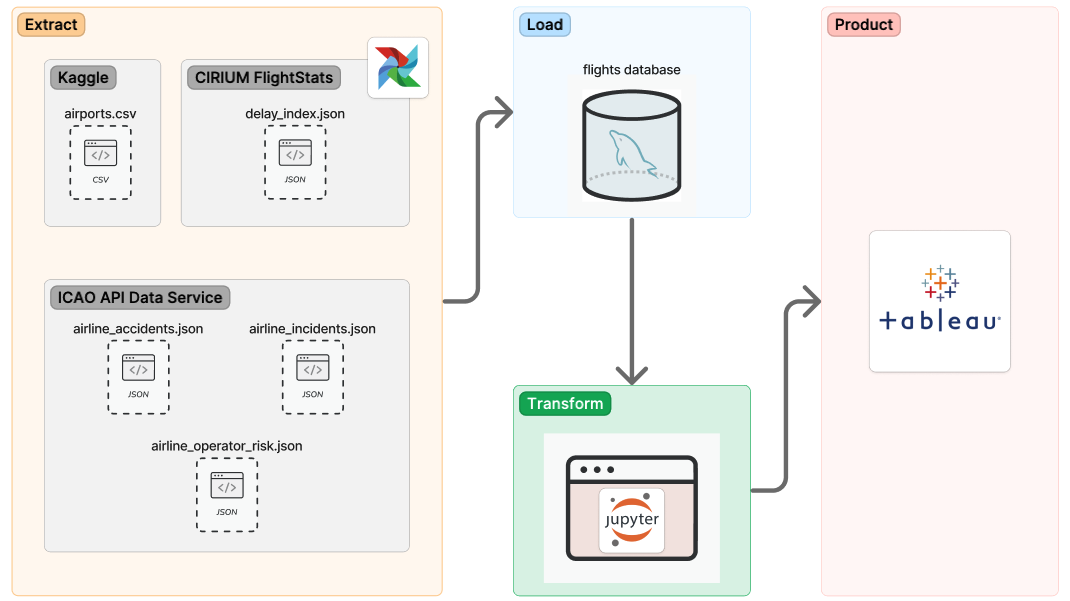 Extract
Kaggle
airports.csv
</>
CSV
CIRIUM FlightStats
delay_index.json
</>
JSON
ICAO API Data Service
airline_accidents.json
</>
JSON
airline_incidents.json
</>
JSON
airline_operator_risk.json
</>
JSON
Load
flights database
Transform
jupyter
Product
+ableau®